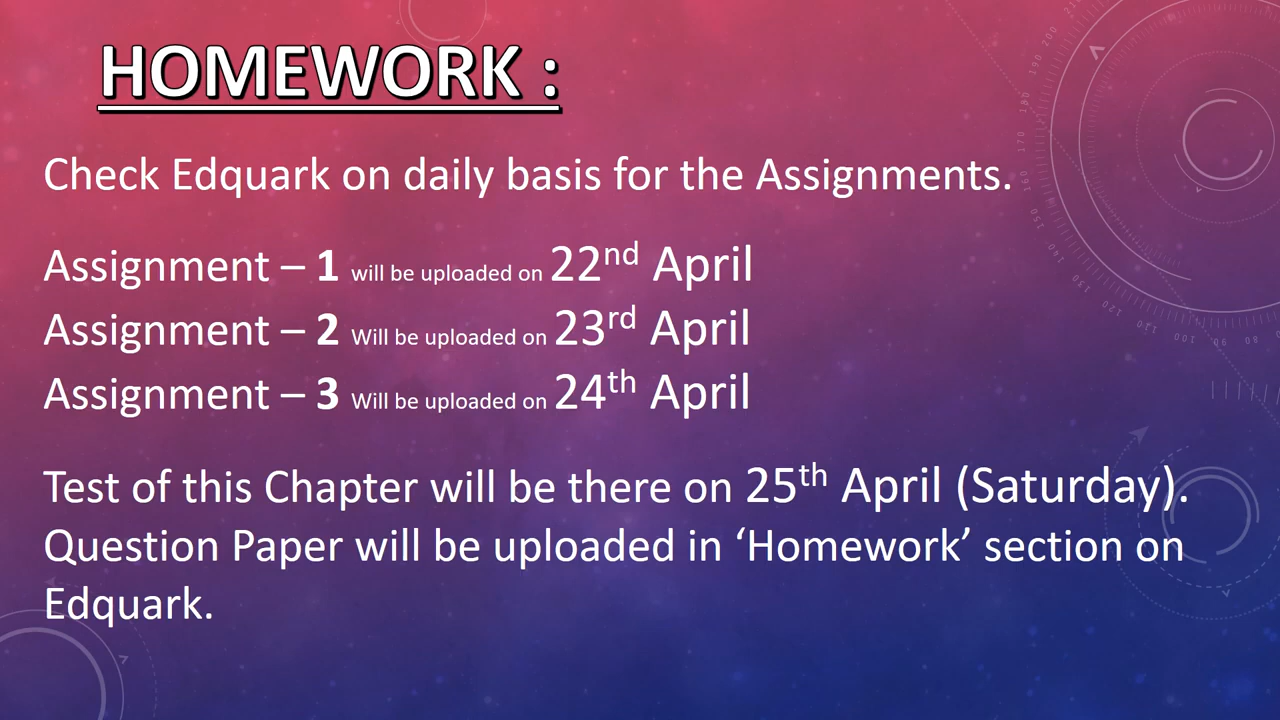 HOMEWORK :
Check Edquark on daily basis for the Assignments.
Assignment – 1 will be uploaded on 22nd April
Assignment – 2 Will be uploaded on 23rd April
Assignment – 3 Will be uploaded on 24th April
Test of this Chapter will be there on 25th April (Saturday).
Question Paper will be uploaded in ‘Homework’ section on
Edquark.